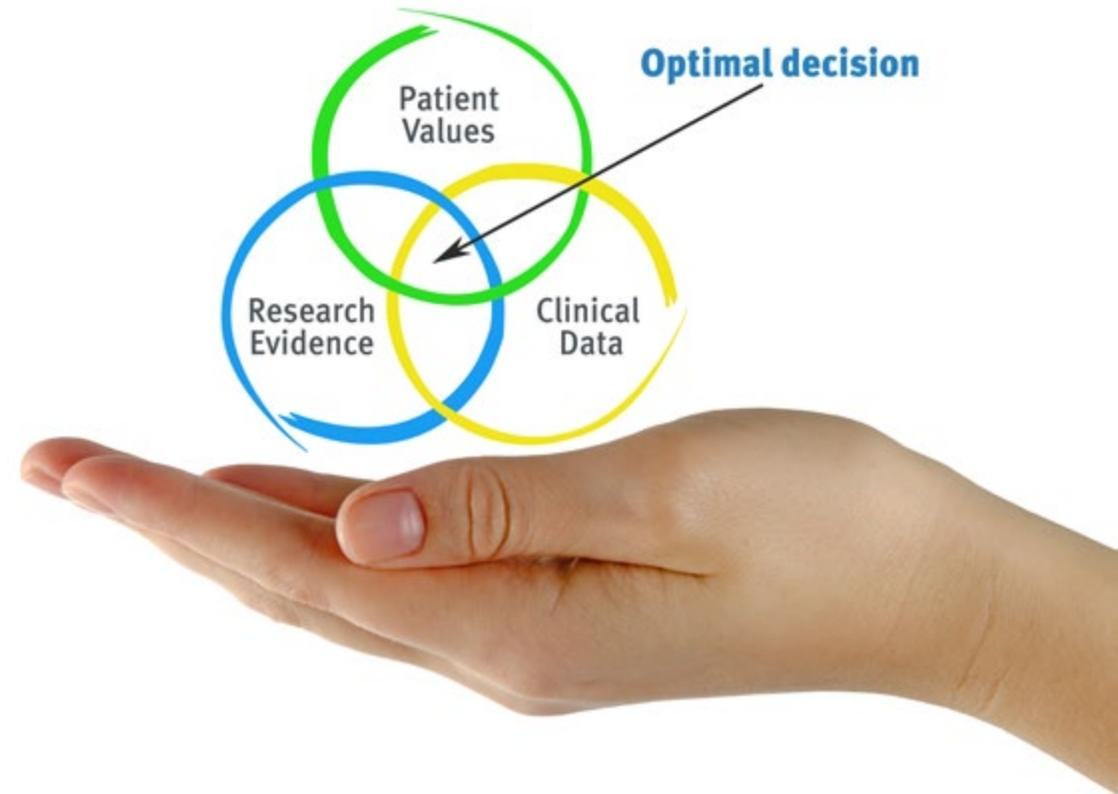 Optimal decision
Patient
Values
Research
Evidence
Clinical
Data